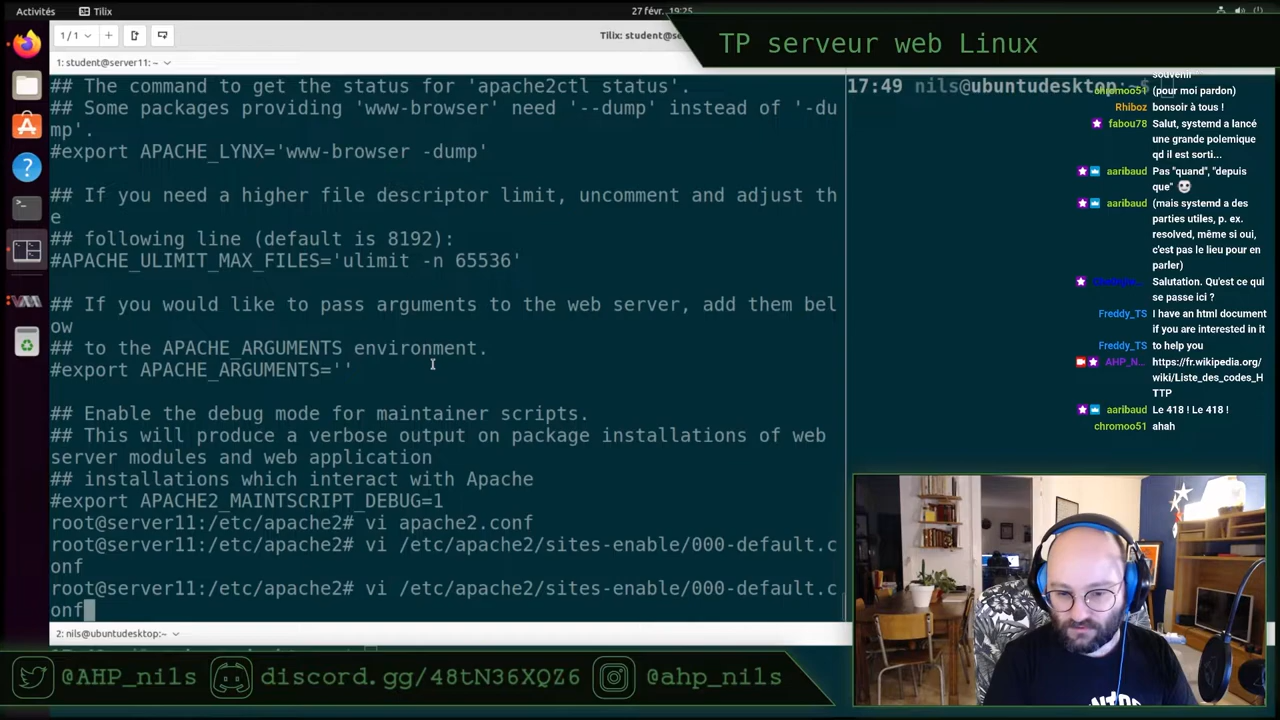 Activités
Tilix
27 févr. 19:25
TP serveur web Linux
1 / 1
Tilix: student@se
1: student@server11: ~
## The command to get the status for 'apache2ctl status'.
## Some packages providing 'www-browser' need '--dump' instead of '-du
mp'.
#export APACHE_LYNX='www-browser -dump'
## If you need a higher file descriptor limit, uncomment and adjust th
e
## following line (default is 8192):
#APACHE_ULIMIT_MAX_FILES='ulimit -n 65536'
## If you would like to pass arguments to the web server, add them bel
ow
## to the APACHE_ARGUMENTS environment.
#export APACHE_ARGUMENTS=''
## Enable the debug mode for maintainer scripts.
## This will produce a verbose output on package installations of web
server modules and web application
## installations which interact with Apache
#export APACHE2_MAINTSCRIPT_DEBUG=1
root@server11:/etc/apache2# vi apache2.conf
root@server11:/etc/apache2# vi /etc/apache2/sites-enable/000-default.c
onf
root@server11:/etc/apache2# vi /etc/apache2/sites-enable/000-default.c
onf
2: nils@ubuntudesktop:~
17:49 nils@ubuntudesktop:~$
souvenir
chromoo51 (pour moi pardon)
Rhiboz bonsoir à tous !
fabou78 Salut, systemd a lancé
une grande polemique
qd il est sorti...
aaribaud Pas "quand", "depuis
que"
aaribaud (mais systemd a des
parties utiles, p. ex.
resolved, même si oui,
c'est pas le lieu pour en
parler)
Salutation. Qu'est ce qui
se passe ici ?
Freddy_TS I have an html document
if you are interested in it
Freddy_TS to help you
AHP_N... https://fr.wikipedia.org/
wiki/Liste_des_codes_H
TTP
aaribaud Le 418 ! Le 418 !
chromoo51 ahah
@AHP_nils
discord.gg/48tN36XQZ6
@ahp_nils